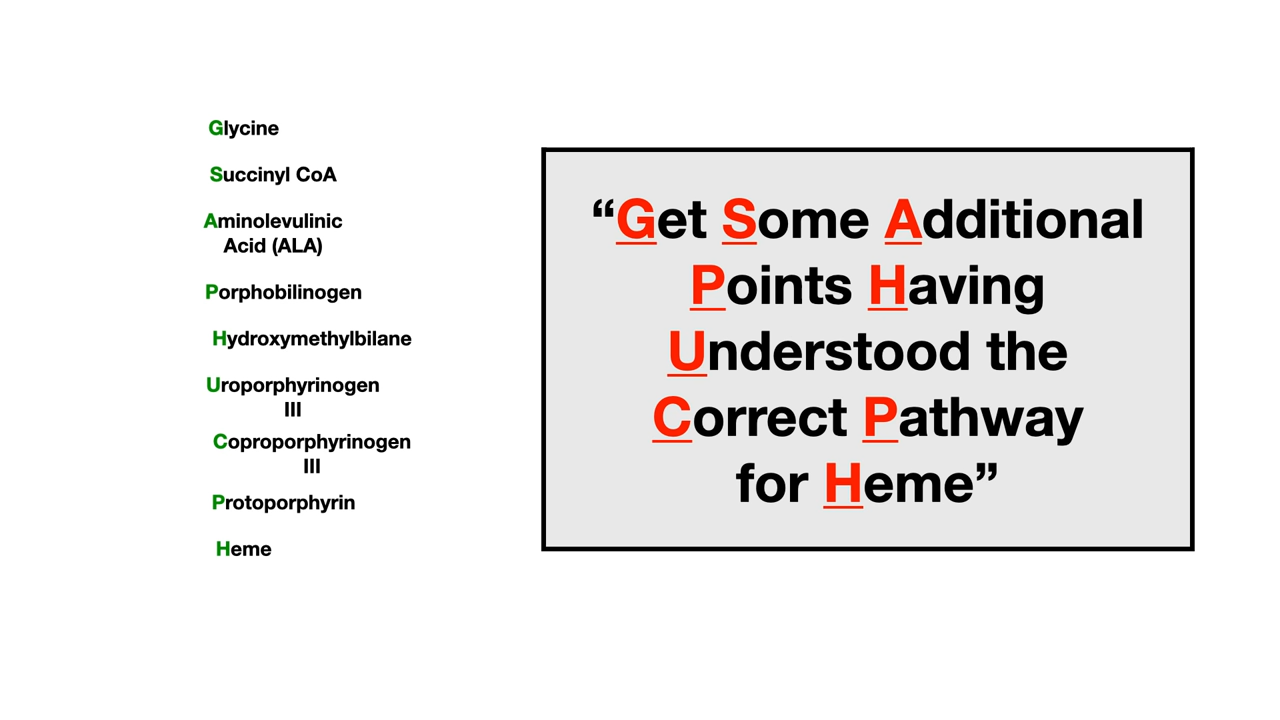 Glycine
Succinyl CoA
Aminolevulinic
Acid (ALA)
Porphobilinogen
Hydroxymethylbilane
Uroporphyrinogen
III
Coproporphyrinogen
III
Protoporphyrin
Heme
“Get Some Additional
Points Having
Understood the
Correct Pathway
for Heme”